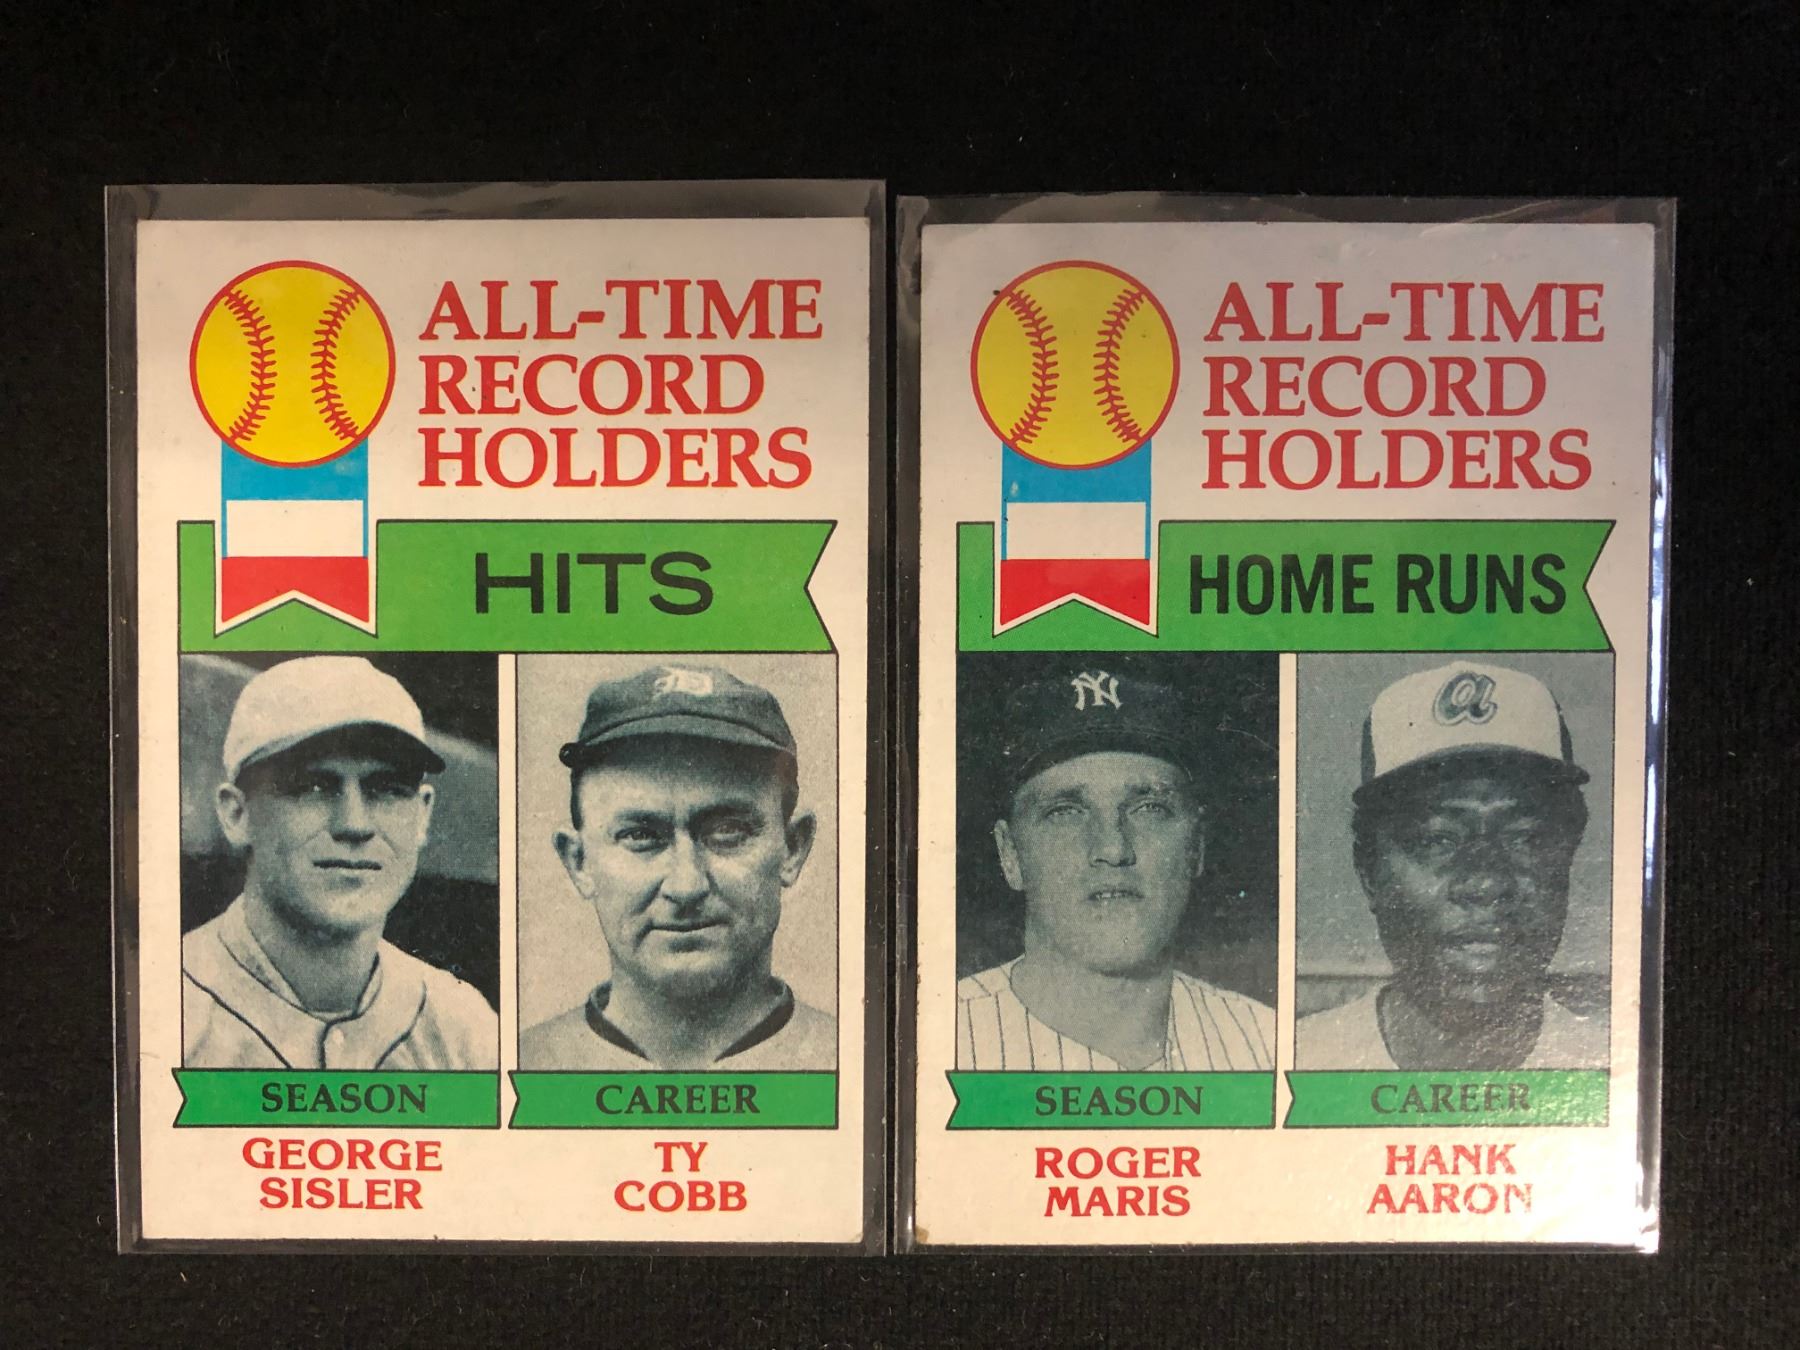 ALL-TIME
RECORD
HOLDERS
HITS
SEASON
CAREER
GEORGE
SISLER
TY
COBB
ALL-TIME
RECORD
HOLDERS
HOME RUNS
NY
a
SEASON
CAREER
ROGER
MARIS
HANK
AARON